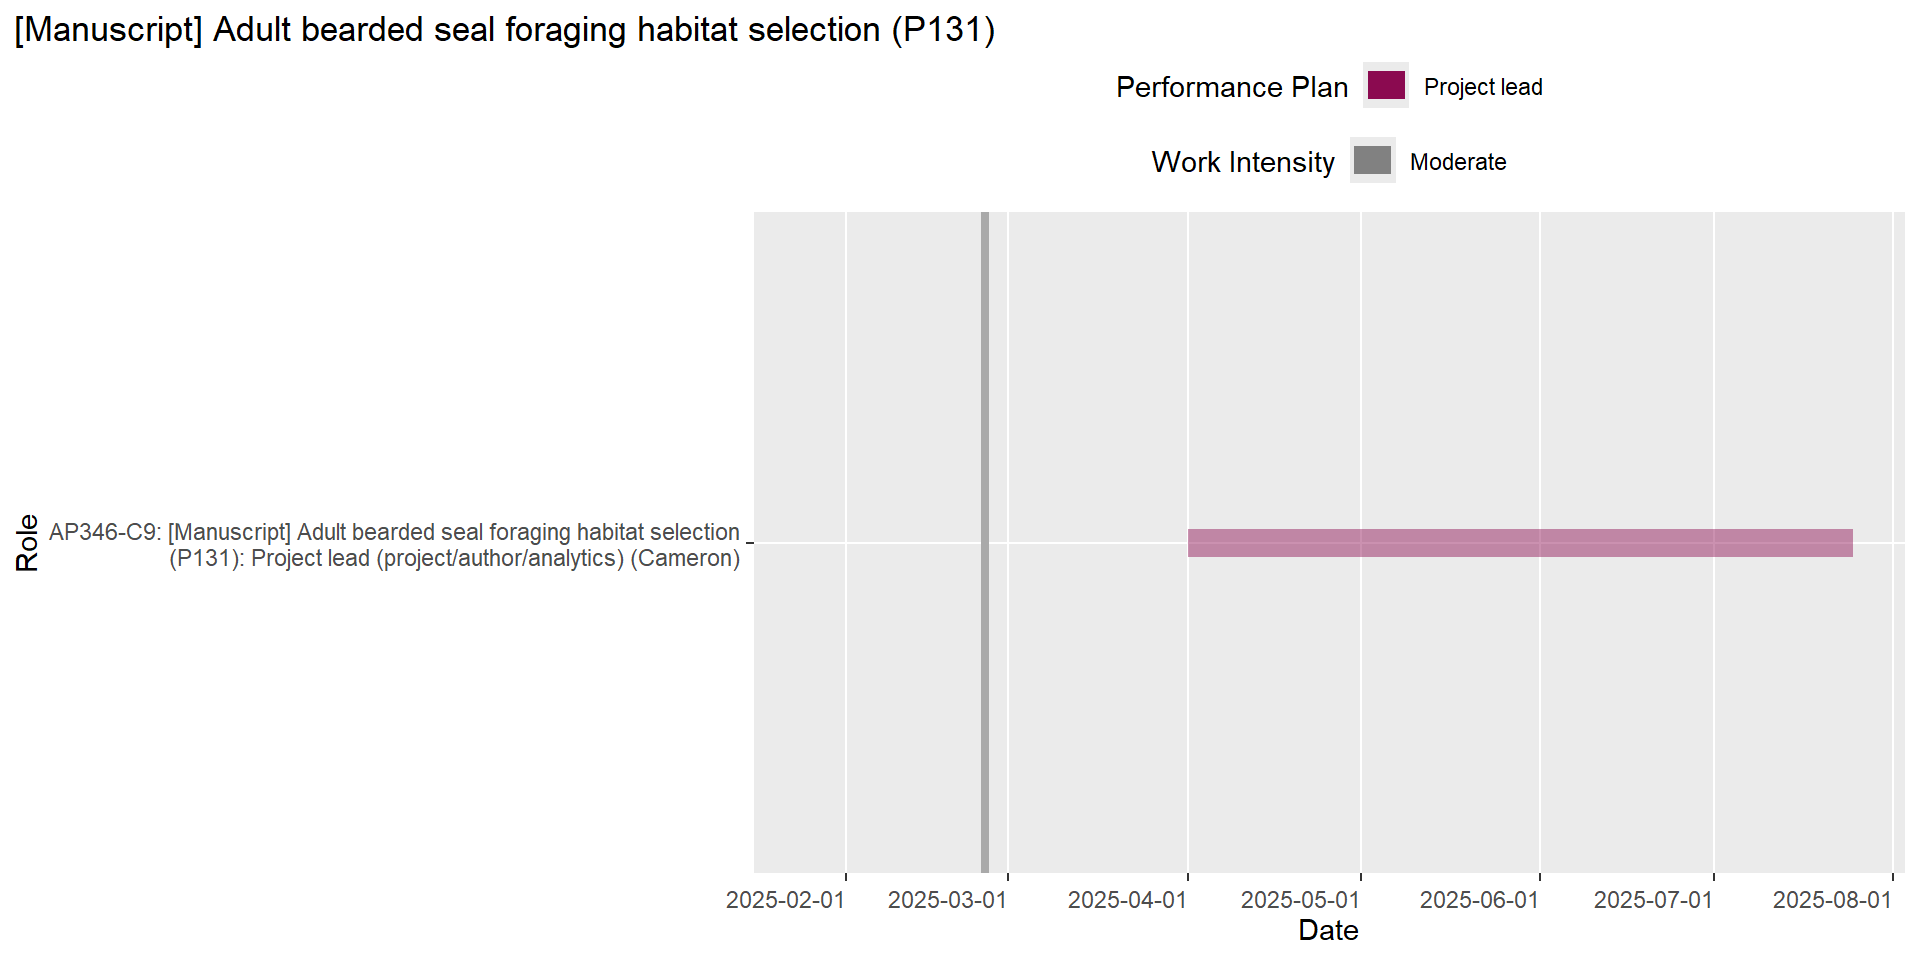 [Manuscript] Adult bearded seal foraging habitat selection (P131)
Performance Plan Project lead
Work Intensity Moderate
Role
AP346-C9: [Manuscript] Adult bearded seal foraging habitat selection
(P131): Project lead (project/author/analytics) (Cameron)
2025-02-01 2025-03-01 2025-04-01 2025-05-01 2025-06-01 2025-07-01 2025-08-01
Date